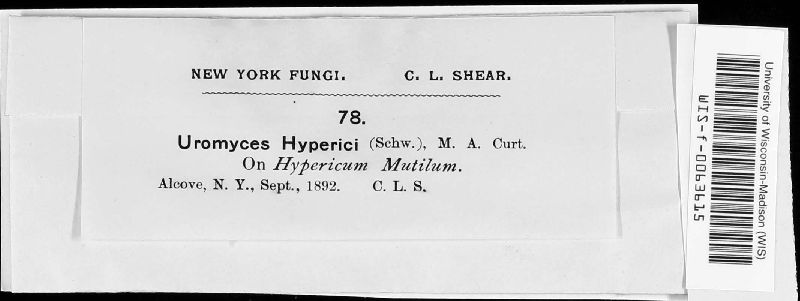 NEW YORK FUNGI. C. L. SHEAR.
78.
Uromyces Hyperici (Schw.), M. A. Curt.
On Hypericum Mutilum.
Alcove, N. Y., Sept., 1892. C. L. S.
University of Wisconsin-Madison (WIS)
WIS-f-0093615